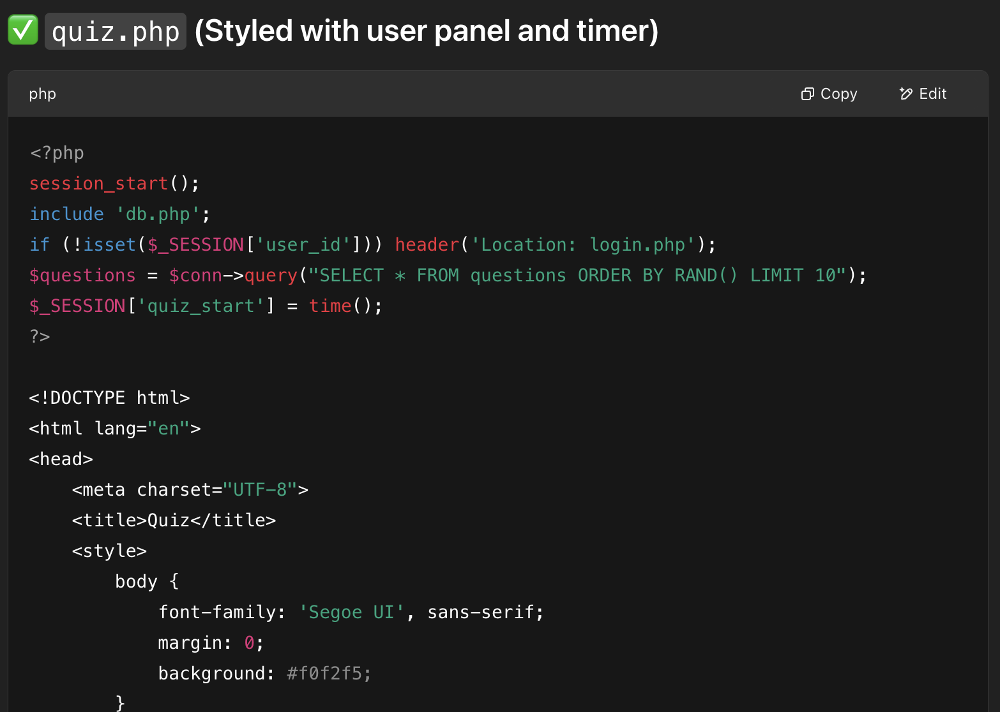 ✅ quiz.php (Styled with user panel and timer)
php Copy Edit
<?php
session_start();
include 'db.php';
if (!isset($_SESSION['user_id'])) header('Location: login.php');
$questions = $conn->query("SELECT * FROM questions ORDER BY RAND() LIMIT 10");
$_SESSION['quiz_start'] = time();
?>

<!DOCTYPE html>
<html lang="en">
<head>
    <meta charset="UTF-8">
    <title>Quiz</title>
    <style>
        body {
            font-family: 'Segoe UI', sans-serif;
            margin: 0;
            background: #f0f2f5;
        }